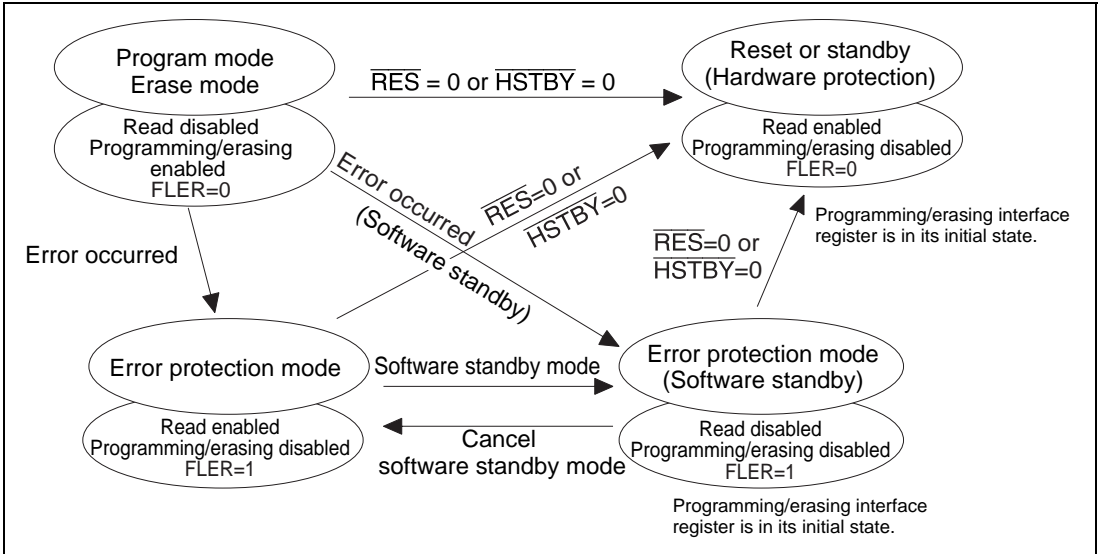 Program mode
Erase mode
Read disabled
Programming/erasing
enabled
FLER=0
RES = 0 or HSTBY = 0
Reset or standby
(Hardware protection)
Read enabled
Programming/erasing disabled
FLER=0
Programming/erasing interface
register is in its initial state.
Error occurred
Error occurred
(Software standby)
RES=0 or
HSTBY=0
RES=0 or
HSTBY=0
Error protection mode
Read enabled
Programming/erasing disabled
FLER=1
Software standby mode
Cancel
software standby mode
Error protection mode
(Software standby)
Read disabled
Programming/erasing disabled
FLER=1
Programming/erasing interface
register is in its initial state.